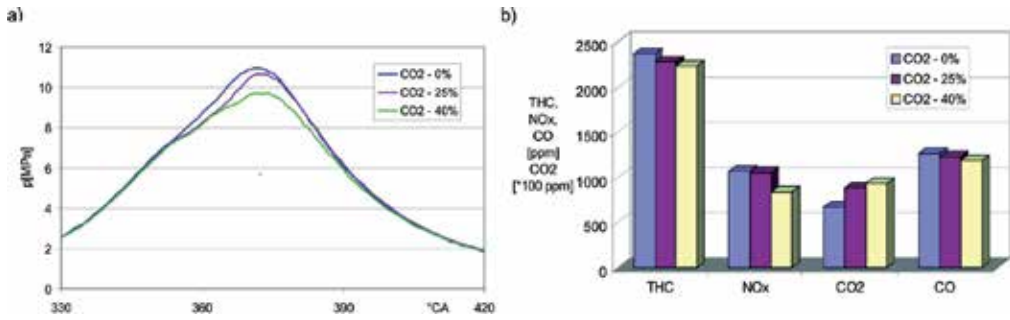 a)
12
10
8
6
4
2
0
p[MPa]
330
360
390
°CA
420
CO2 - 0%
CO2 - 25%
CO2 - 40%
b)
2500
2000
1500
1000
500
0
THC,
NOx,
CO
[ppm]
CO2
[*100 ppm]
CO2 - 0%
CO2 - 25%
CO2 - 40%
THC
NOx
CO2
CO